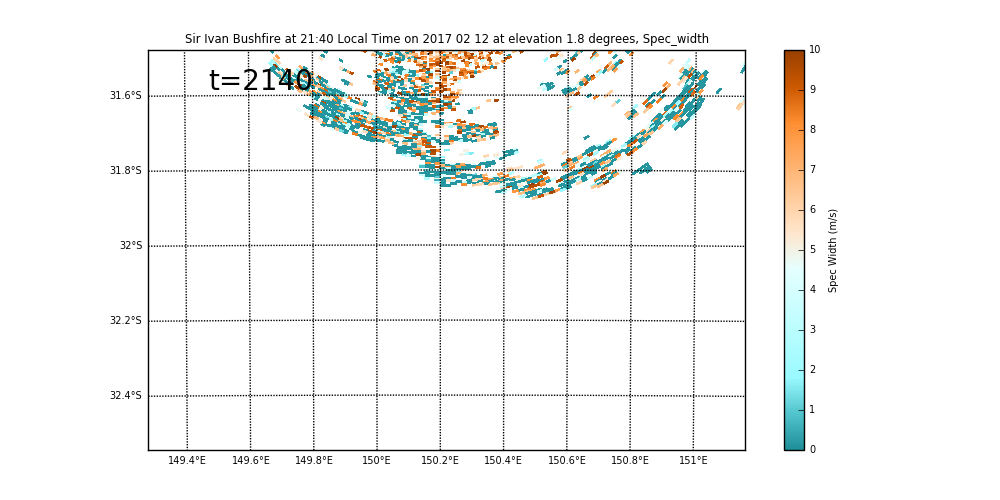 Sir Ivan Bushfire at 21:40 Local Time on 2017 02 12 at elevation 1.8 degrees, Spec_width
t=2140
31.6°S
31.8°S
32°S
32.2°S
32.4°S
149.4°E 149.6°E 149.8°E 150°E 150.2°E 150.4°E 150.6°E 150.8°E 151°E
10
9
8
7
6
5
4
3
2
1
0
Spec Width (m/s)